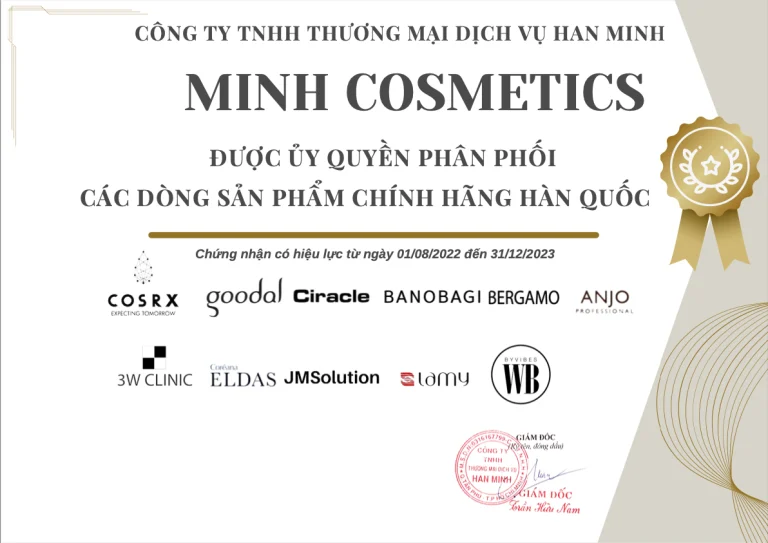 CÔNG TY TNHH THƯƠNG MẠI DỊCH VỤ HAN MINH
MINH COSMETICS
ĐƯỢC ỦY QUYỀN PHÂN PHỐI
CÁC DÒNG SẢN PHẨM CHÍNH HÃNG HÀN QUỐC
Chứng nhận có hiệu lực từ ngày 01/08/2022 đến 31/12/2023
COSRX
EXPECTING TOMORROW
goodal
Ciracle
BANOBAGI
BERGAMO
ANJO
PROFESSIONAL
3W CLINIC
Coreana
ELDAS
JMSolution
Lamy
BYVIBES
WB
GIÁM ĐỐC
CÔNG TY
TNHH
THƯƠNG MẠI DỊCH VỤ
HAN MINH
GIÁM ĐỐC
Trần Hữu Nam